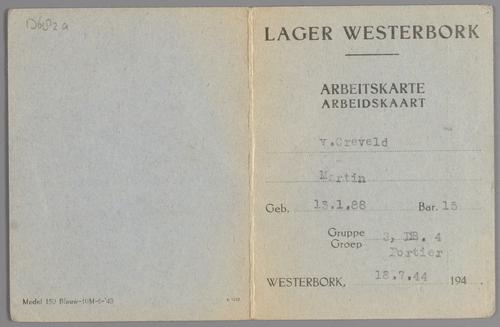 LAGER WESTERBORK
ARBEITSKARTE
ARBEIDSKAART
v.Creveld
Martin
Geb. 13.1.88 Bar. 15
Gruppe
Groep 3, DB. 4
Portier
WESTERBORK, 18.7.44 194
Model 150 Blauw-10M-6-'43